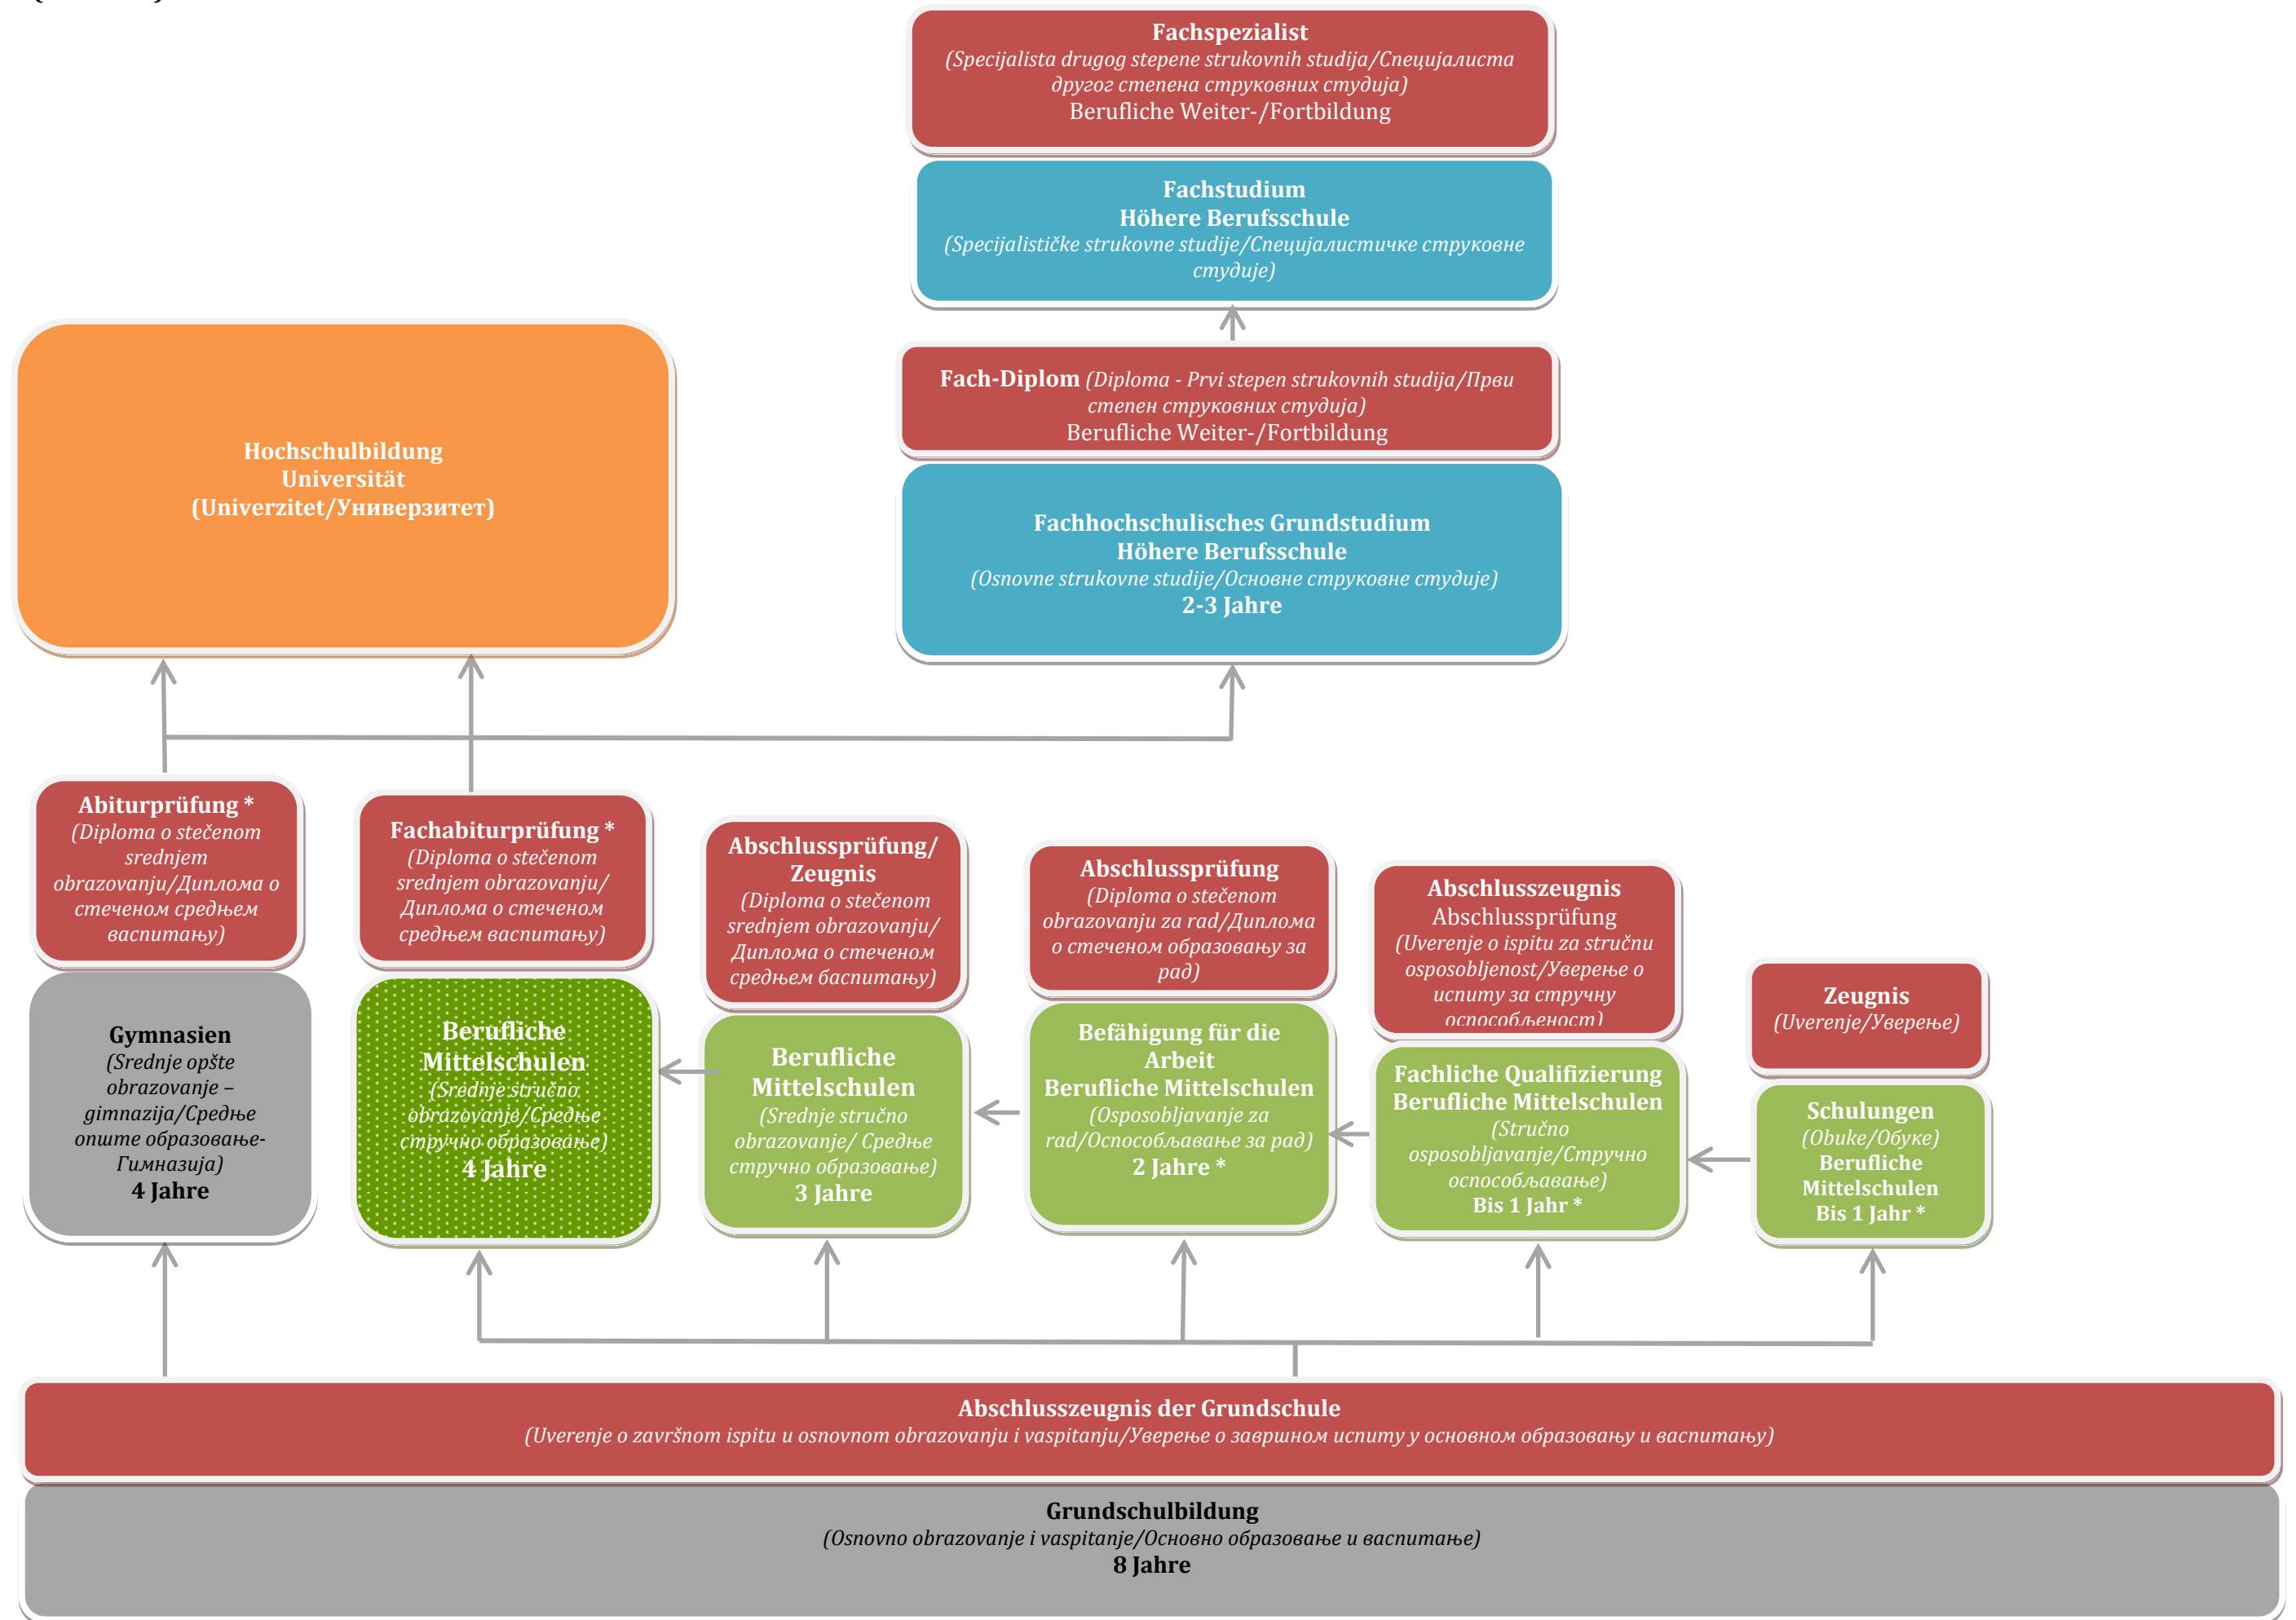 Fachspezialist
(Specijalista drugog stepene strukovnih studija/Специјалиста
другог степена струковних студија)
Berufliche Weiter-/Fortbildung
Fachstudium
Höhere Berufsschule
(Specijalističke strukovne studije/Специјалистичке струковне
студије)
Hochschulbildung
Universität
(Univerzitet/Универзитет)
Fach-Diplom (Diploma - Prvi stepen strukovnih studija/Први
степен струковних студија)
Berufliche Weiter-/Fortbildung
Fachhochschulisches Grundstudium
Höhere Berufsschule
(Osnovne strukovne studije/Основне струковне студије)
2-3 Jahre
Abiturprüfung *
(Diploma o stečenom
srednjem
obrazovanju/Диплома о
стеченом средњем
васпитању)
Fachabiturprüfung *
(Diploma o stečenom
srednjem obrazovanju/
Диплома о стеченом
средњем васпитању)
Abschlussprüfung/
Zeugnis
(Diploma o stečenom
srednjem obrazovanju/
Диплома о стеченом
средњем баспитању)
Abschlussprüfung
(Diploma o stečenom
obrazovanju za rad/Диплома
о стеченом образовању за
рад)
Abschlusszeugnis
Abschlussprüfung
(Uverenje o ispitu za stručnu
osposobljenost/Уверење о
испиту за стручну
оспособљеност)
Zeugnis
(Uverenje/Уверење)
Gymnasien
(Srednje opšte
obrazovanje –
gimnazija/Средње
опште образовање-
Гимназија)
4 Jahre
Berufliche
Mittelschulen
(Srednje stručno
obrazovanje/Средње
стручно образовање)
4 Jahre
Berufliche
Mittelschulen
(Srednje stručno
obrazovanje/ Средње
стручно образовање)
3 Jahre
Befähigung für die
Arbeit
Berufliche Mittelschulen
(Osposobljavanje za
rad/Оспособљавање за рад)
2 Jahre *
Fachliche Qualifizierung
Berufliche Mittelschulen
(Stručno
osposobljavanje/Стручно
оспособљавање)
Bis 1 Jahr *
Schulungen
(Obuke/Обуке)
Berufliche
Mittelschulen
Bis 1 Jahr *
Abschlusszeugnis der Grundschule
(Uverenje o završnom ispitu u osnovnom obrazovanju i vaspitanju/Уверење о завршном испиту у основном образовању и васпитању)
Grundschulbildung
(Osnovno obrazovanje i vaspitanje/Основно образовање и васпитање)
8 Jahre